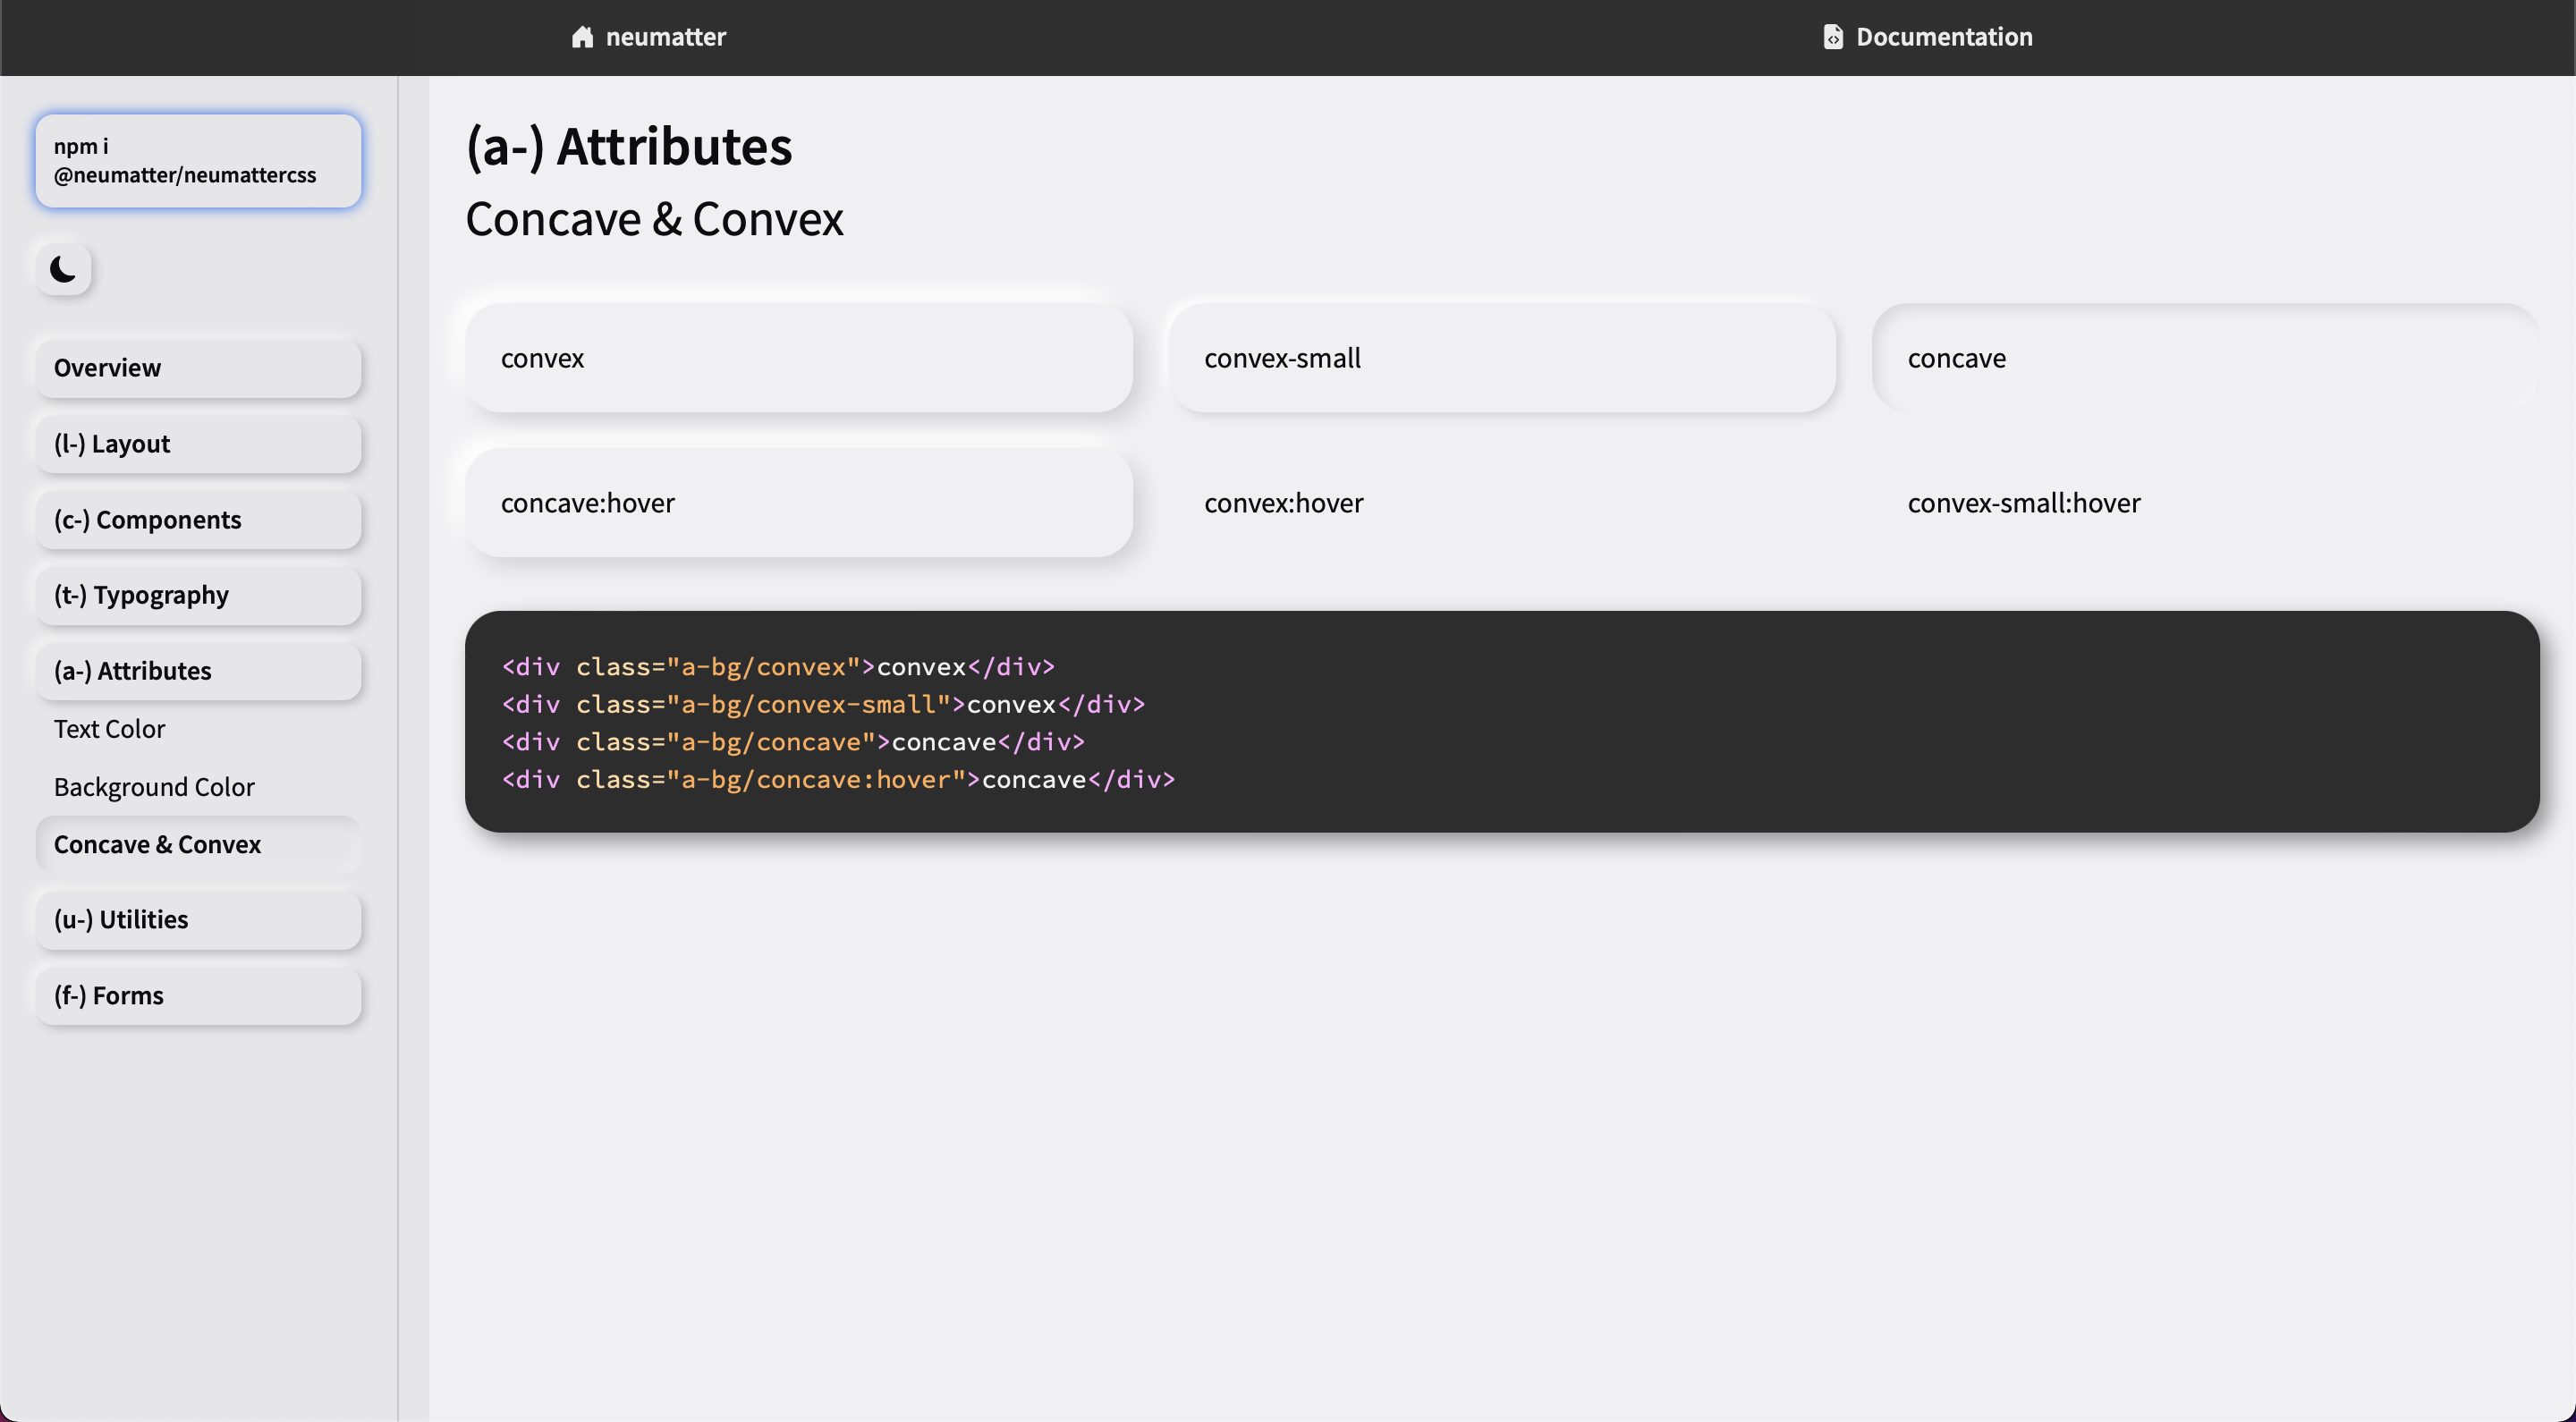 neumatter
Documentation
npm i
@neumatter/neumattercss
Overview
(l-) Layout
(c-) Components
(t-) Typography
(a-) Attributes
Text Color
Background Color
Concave & Convex
(u-) Utilities
(f-) Forms
(a-) Attributes
Concave & Convex
convex
convex-small
concave
concave:hover
convex:hover
convex-small:hover
<div class="a-bg/convex">convex</div>
<div class="a-bg/convex-small">convex</div>
<div class="a-bg/concave">concave</div>
<div class="a-bg/concave:hover">concave</div>